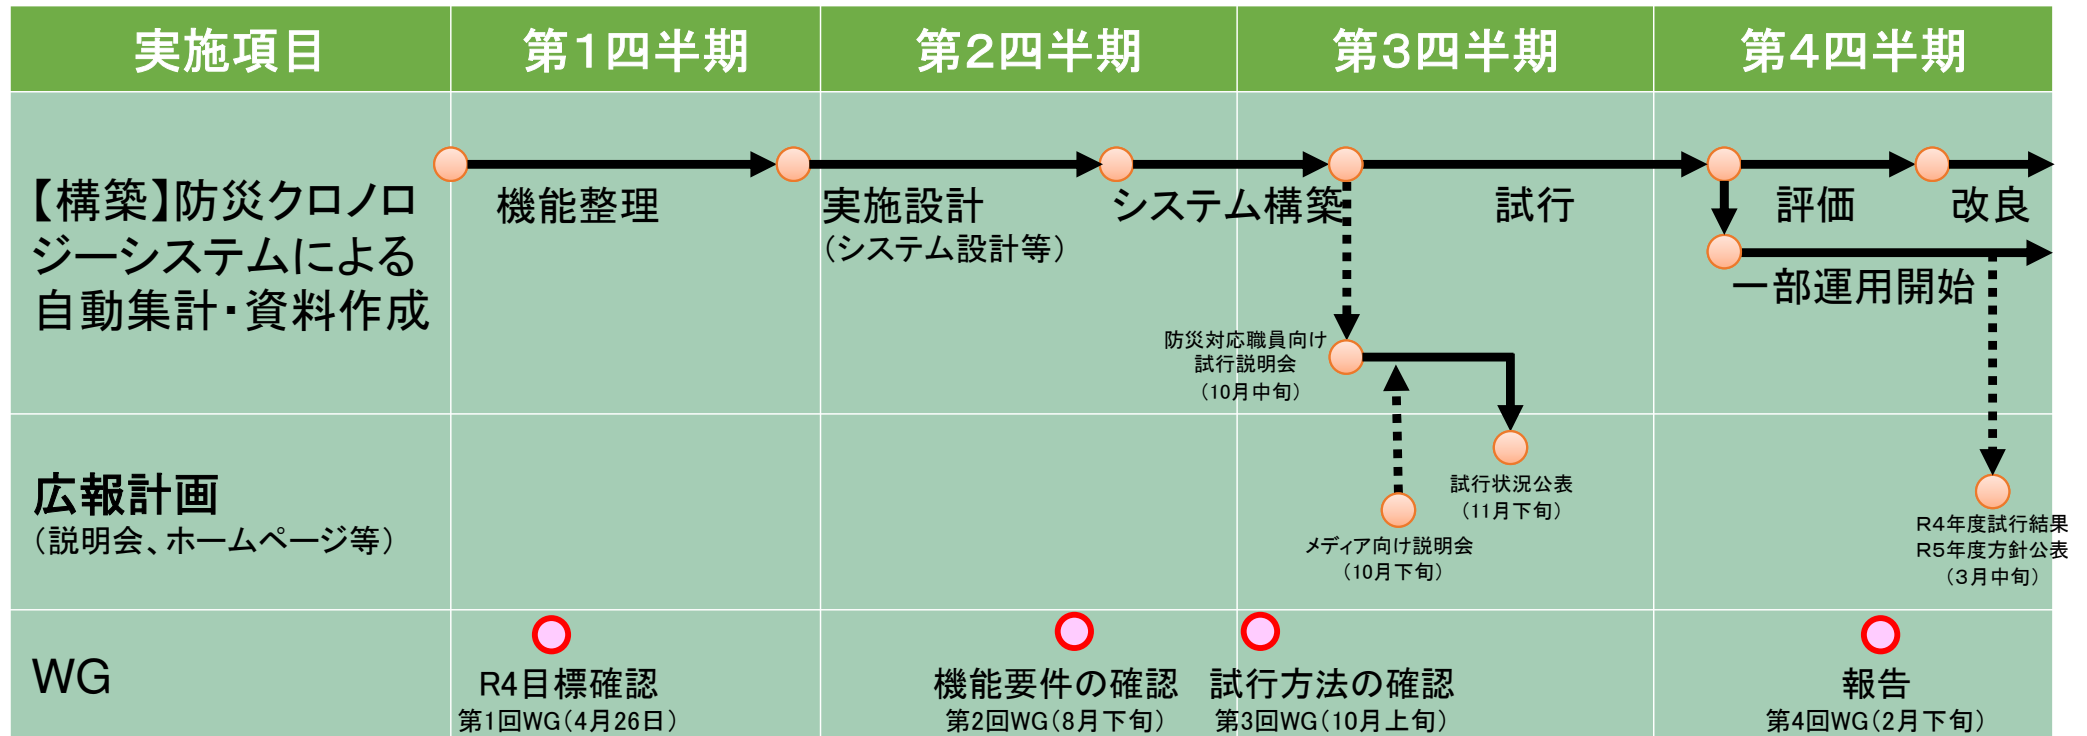 実施項目
第1四半期
第2四半期
第3四半期
第4四半期
【構築】防災クロノロ
ジーシステムによる
自動集計・資料作成
機能整理
実施設計
（システム設計等）
システム構築
試行
評価
改良
一部運用開始
防災対応職員向け
試行説明会
（10月中旬）
広報計画
（説明会、ホームページ等）
メディア向け説明会
（10月下旬）
試行状況公表
（11月下旬）
R4年度試行結果
R5年度方針公表
（3月中旬）
WG
R4目標確認
第1回WG（4月26日）
機能要件の確認
第2回WG（8月下旬）
試行方法の確認
第3回WG（10月上旬）
報告
第4回WG（2月下旬）